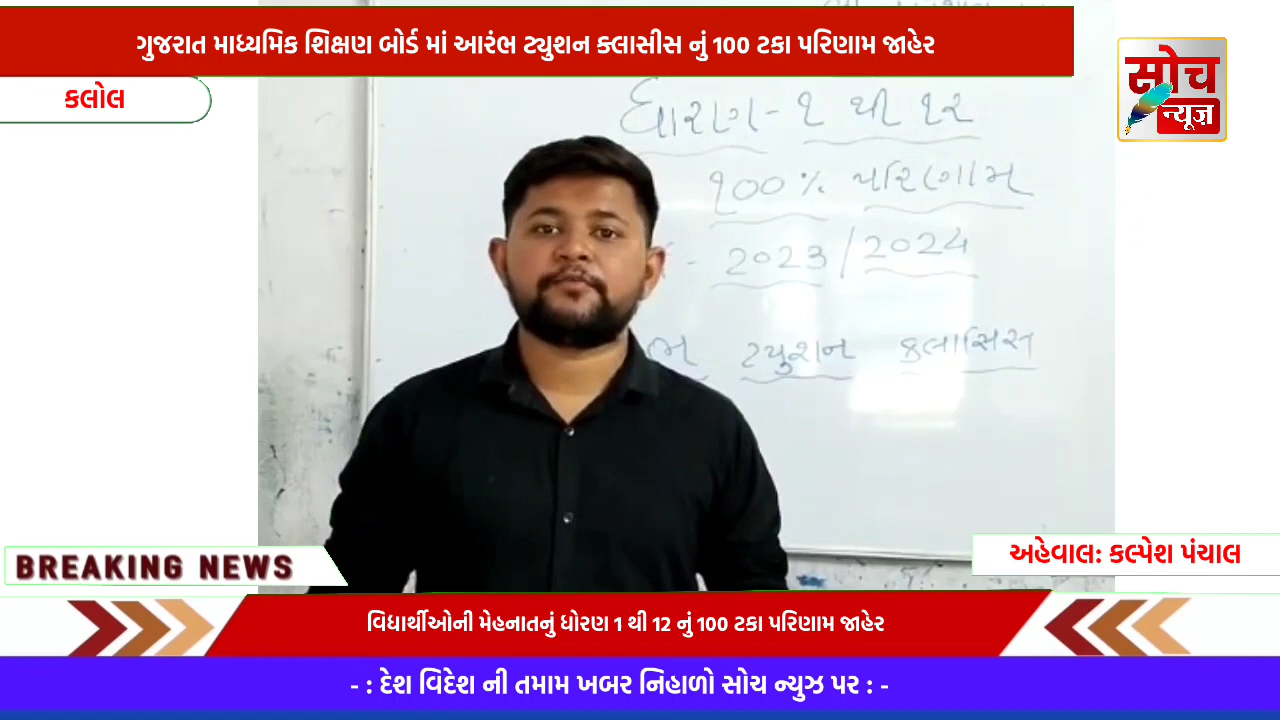 ગુજરાત માધ્યમિક શિક્ષણ બોર્ડ માં આરંભ ટ્યુશન ક્લાસીસ નું 100 ટકા પરિણામ જાહેર
કલોલ
सोच
न्यूज़
ધોરણ - ૧ થી ૧૨
૧૦૦% પરિણામ
- 2023/2024
ભ ટ્યુશન કલાસિસ
BREAKING NEWS
અહેવાલ: કલ્પેશ પંચાલ
વિદ્યાર્થીઓની મેહનાતનું ધોરણ 1 થી 12 નું 100 ટકા પરિણામ જાહેર
- : દેશ વિદેશ ની તમામ ખબર નિહાળો સોચ ન્યુઝ પર : -